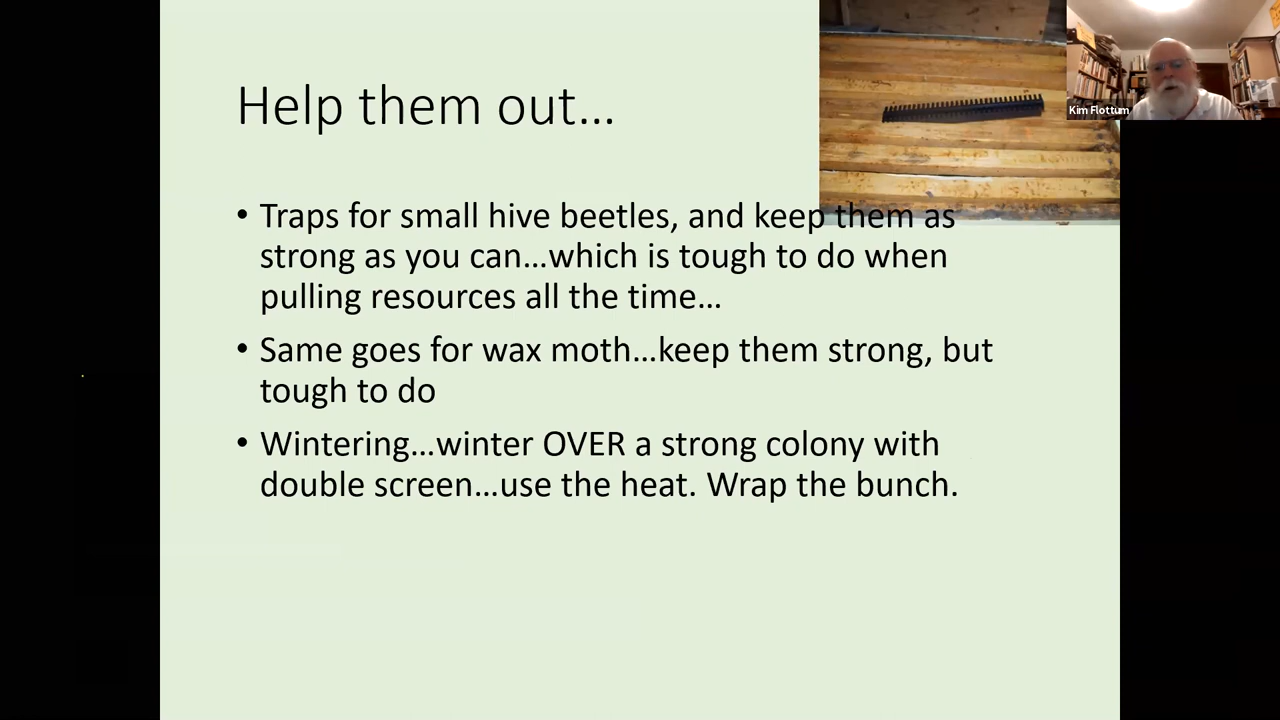 Help them out...
Kim Flottum
• Traps for small hive beetles, and keep them as
strong as you can...which is tough to do when
pulling resources all the time...
• Same goes for wax moth...keep them strong, but
tough to do
• Wintering...winter OVER a strong colony with
double screen...use the heat. Wrap the bunch.